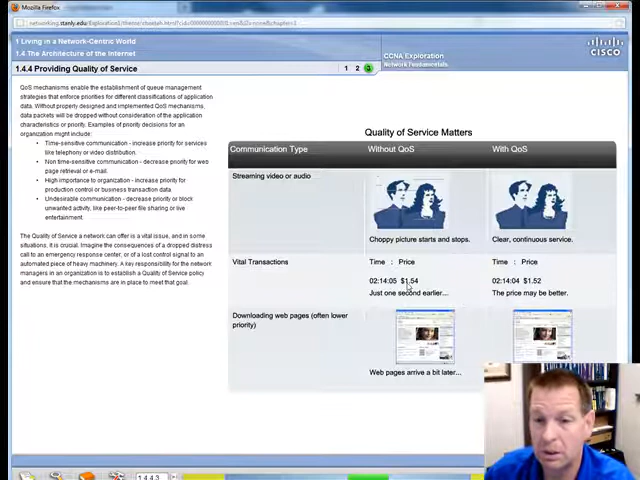 Mozilla Firefox
1 Living in a Network-Centric World
1.4 The Architecture of the Internet
CCNA Exploration
Network Fundamentals
CISCO
1.4.4 Providing Quality of Service
1 2 3
QoS mechanisms enable the establishment of queue management
strategies that enforce priorities for different classifications of application
data. Without properly designed and implemented QoS mechanisms,
data packets will be dropped without consideration of the application
characteristics or priority. Examples of priority decisions for an
organization might include:
• Time-sensitive communication - increase priority for services
like telephony or video distribution.
• Non time-sensitive communication - decrease priority for web
page retrieval or e-mail.
• High importance to organization - increase priority for
production control or business transaction data.
• Undesirable communication - decrease priority or block
unwanted activity, like peer-to-peer file sharing or live
entertainment.
The Quality of Service a network can offer is a vital issue, and in some
situations, it is crucial. Imagine the consequences of a dropped distress
call to an emergency response center, or of a lost control signal to an
automated piece of heavy machinery. A key responsibility for the network
managers in an organization is to establish a Quality of Service policy
and ensure that the mechanisms are in place to meet that goal.
Quality of Service Matters
Communication Type Without QoS With QoS
Streaming video or audio
Choppy picture starts and stops. Clear, continuous service.
Vital Transactions Time : Price Time : Price
02:14:05 $1.54 02:14:04 $1.52
Just one second earlier... The price may be better.
Downloading web pages (often lower
priority)
Web pages arrive a bit later...
1.4.4.3